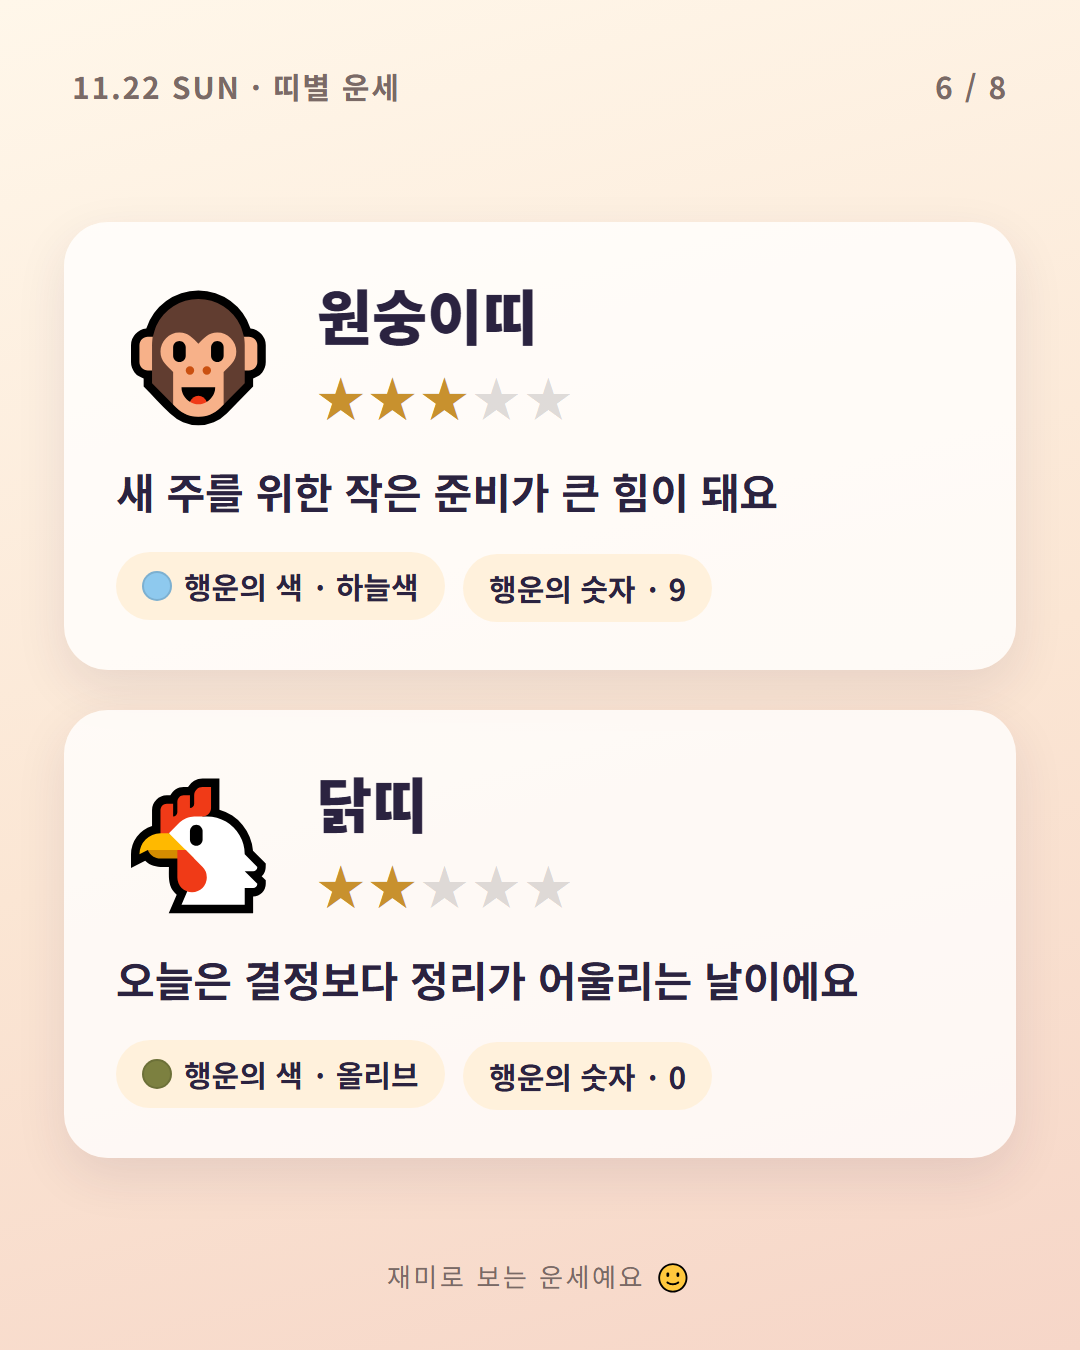 11.22 SUN · 띠별 운세
6 / 8
원숭이띠
★★★★★
새 주를 위한 작은 준비가 큰 힘이 돼요
행운의 색 · 하늘색
행운의 숫자 · 9
닭띠
★★★★★
오늘은 결정보다 정리가 어울리는 날이에요
행운의 색 · 올리브
행운의 숫자 · 0
재미로 보는 운세예요 🙂